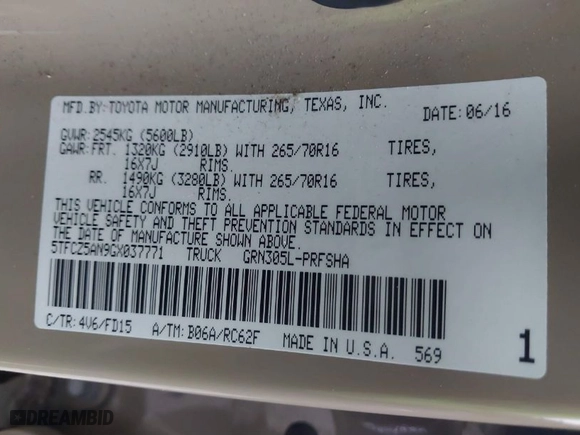 MFD.BY:TOYOTA MOTOR MANUFACTURING, TEXAS, INC. DATE:06/16
GVWR:2545KG (5600LB)
GAWR:FRT. 1320KG (2910LB) WITH 265/70R16 TIRES,
16X7J RIMS.
RR. 1490KG (3280LB) WITH 265/70R16 TIRES,
16X7J RIMS.
THIS VEHICLE CONFORMS TO ALL APPLICABLE FEDERAL MOTOR
VEHICLE SAFETY AND THEFT PREVENTION STANDARDS IN EFFECT ON
THE DATE OF MANUFACTURE SHOWN ABOVE.
5TFCZ5AN9GX037771 TRUCK GRN305L-PRFSHA
C/TR:4V6/FD15 A/TM:B06A/RC62F MADE IN U.S.A. 569 1
DREAMBID